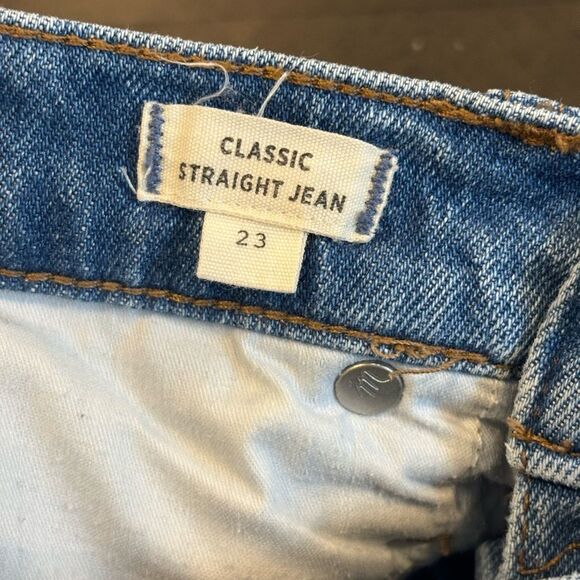 CLASSIC
STRAIGHT JEAN
23
m